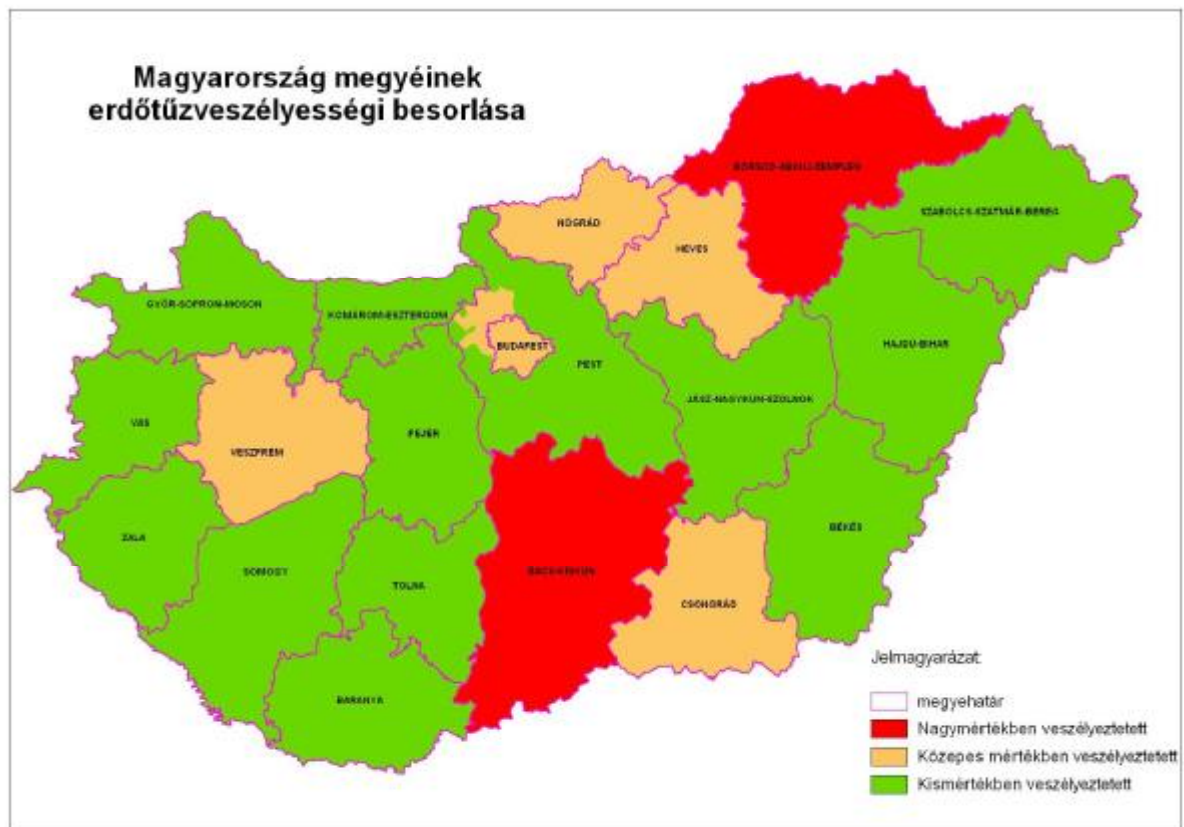 Magyarország megyéinek
erdőtűzveszélyességi besorlása
BORSOD-ABAÚJ-ZEMPLÉN
SZABOLCS-SZATMÁR-BEREG
NÓGRÁD
HEVES
GYŐR-SOPRON-MOSON
KOMÁROM-ESZTERGOM
BUDAPEST
HAJDÚ-BIHAR
PEST
JÁSZ-NAGYKUN-SZOLNOK
VAS
FEJÉR
VESZPRÉM
BÉKÉS
ZALA
SOMOGY
BÁCS-KISKUN
TOLNA
CSONGRÁD
BARANYA
Jelmagyarázat:
megyehatár
Nagymértékben veszélyeztetett
Közepes mértékben veszélyeztetett
Kismértékben veszélyeztetett